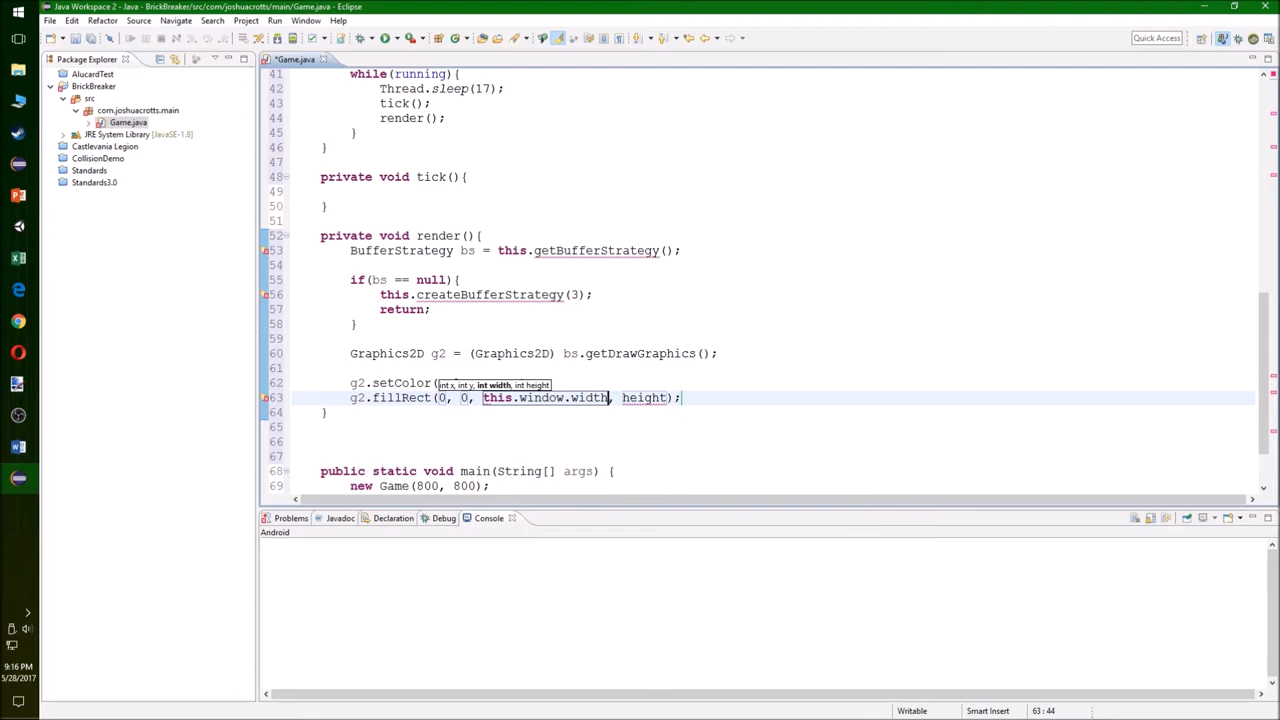 Java Workspace 2 - Java - BrickBreaker/src/com/joshuacrotts/main/Game.java - Eclipse
File Edit Refactor Source Navigate Search Project Run Window Help
Quick Access
Package Explorer
*Game.java
AlucardTest
BrickBreaker
src
com.joshuacrotts.main
Game.java
JRE System Library [JavaSE-1.8]
Castlevania Legion
CollisionDemo
Standards
Standards3.0
41 while(running){
42 Thread.sleep(17);
43 tick();
44 render();
45 }
46 }
47
48 private void tick(){
49
50 }
51
52 private void render(){
53 BufferStrategy bs = this.getBufferStrategy();
54
55 if(bs == null){
56 this.createBufferStrategy(3);
57 return;
58 }
59
60 Graphics2D g2 = (Graphics2D) bs.getDrawGraphics();
61
62 g2.setColor(
int x, int y, int width, int height
63 g2.fillRect(0, 0, this.window.width, height);
64 }
65
66
67
68 public static void main(String[] args) {
69 new Game(800, 800);
Problems Javadoc Declaration Debug Console
Android
9:16 PM
5/28/2017
Writable Smart Insert 63 : 44